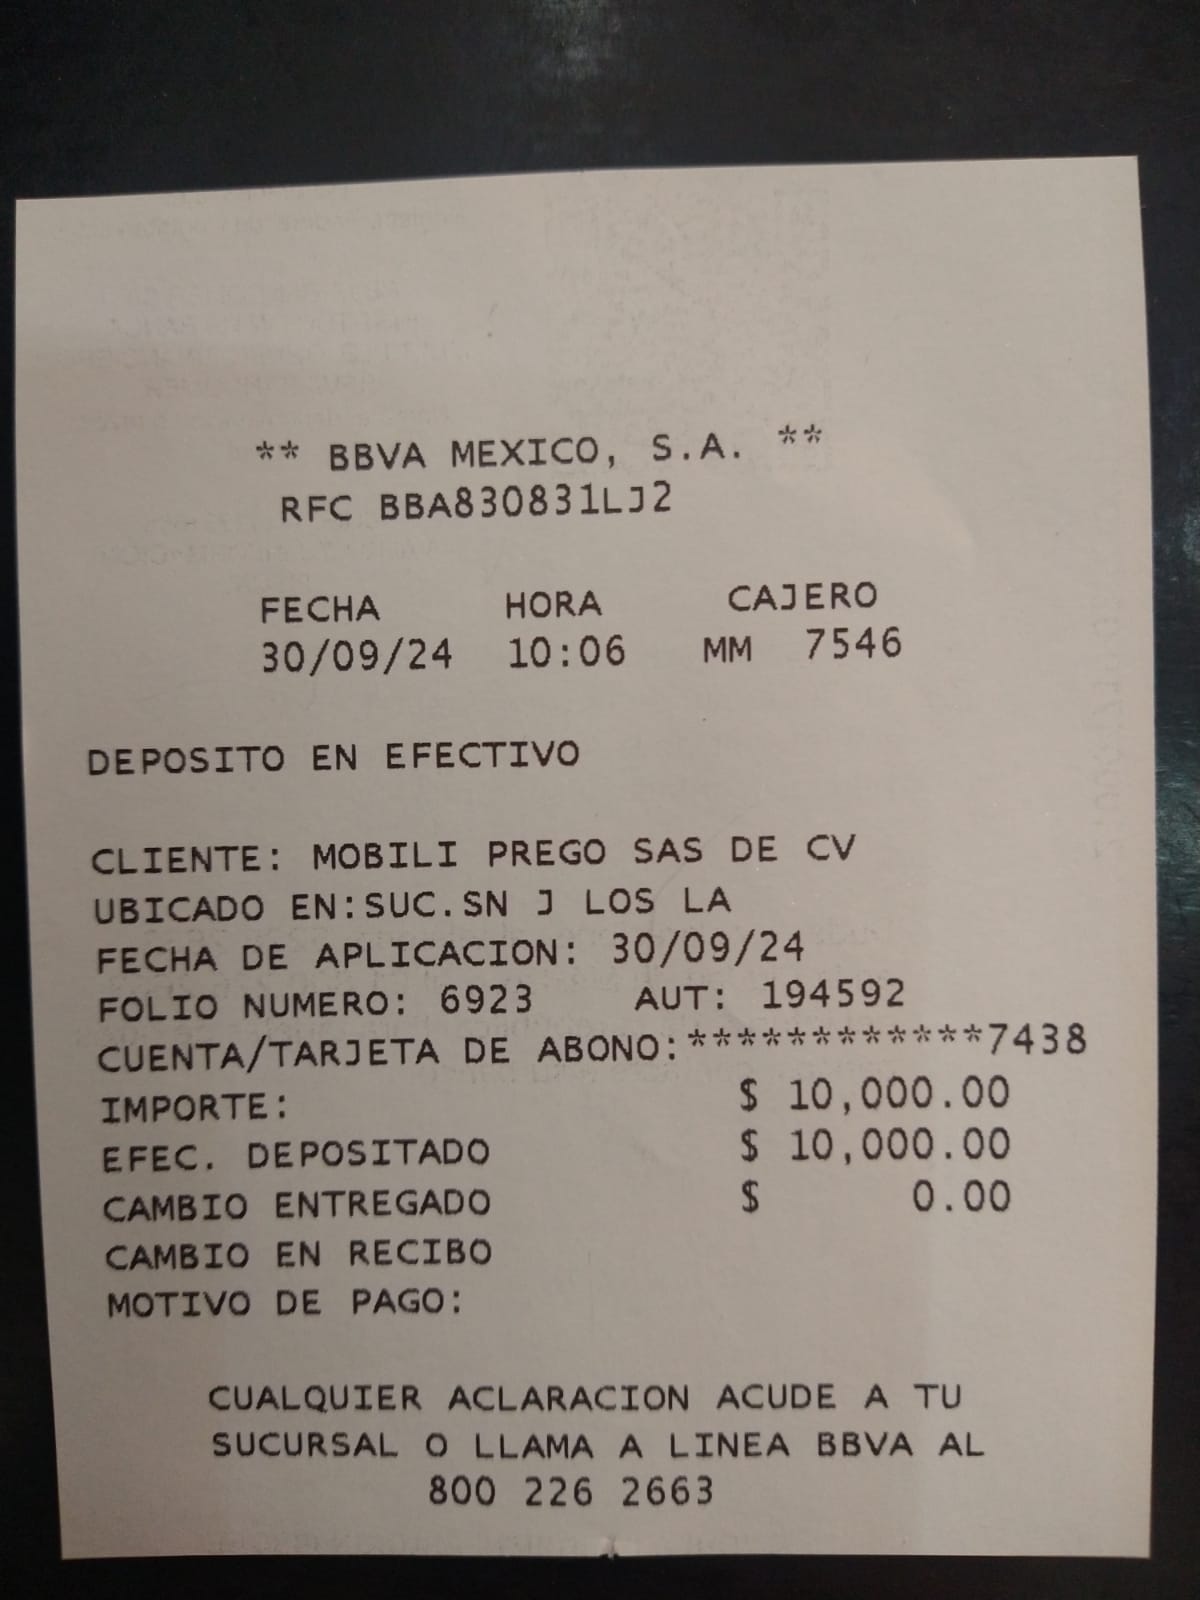 ** BBVA MEXICO, S.A. **
RFC BBA830831LJ2
FECHA HORA CAJERO
30/09/24 10:06 MM 7546
DEPOSITO EN EFECTIVO
CLIENTE: MOBILI PREGO SAS DE CV
UBICADO EN:SUC.SN J LOS LA
FECHA DE APLICACION: 30/09/24
FOLIO NUMERO: 6923 AUT: 194592
CUENTA/TARJETA DE ABONO:************7438
IMPORTE: $ 10,000.00
EFEC. DEPOSITADO $ 10,000.00
CAMBIO ENTREGADO $ 0.00
CAMBIO EN RECIBO
MOTIVO DE PAGO:
CUALQUIER ACLARACION ACUDE A TU
SUCURSAL O LLAMA A LINEA BBVA AL
800 226 2663